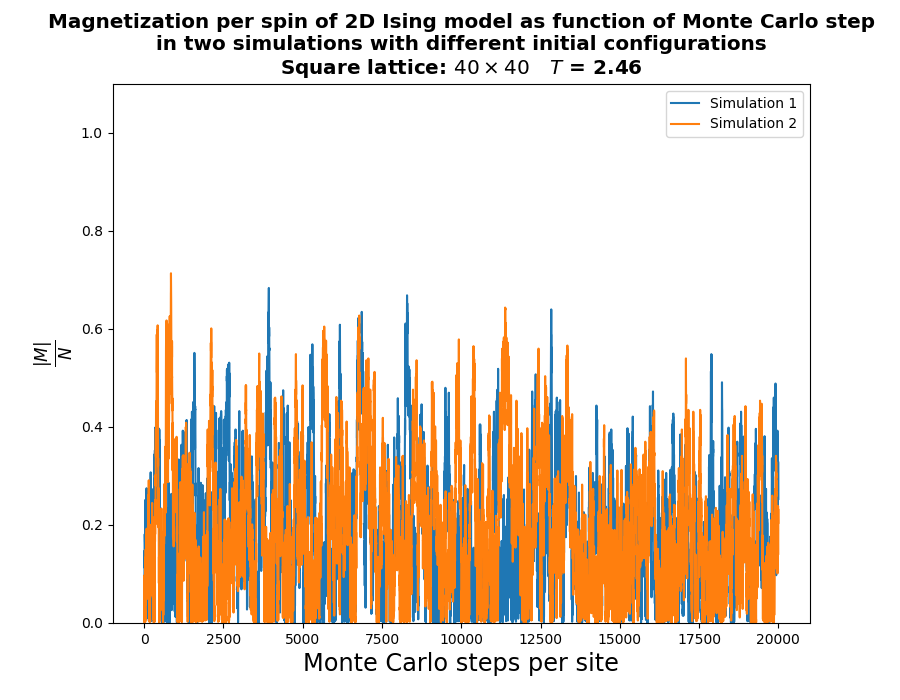 Magnetization per spin of 2D Ising model as function of Monte Carlo step
in two simulations with different initial configurations
Square lattice: 40 × 40 T = 2.46
Simulation 1
Simulation 2
1.0
0.8
0.6
0.4
0.2
0.0
|M|
N
0 2500 5000 7500 10000 12500 15000 17500 20000
Monte Carlo steps per site